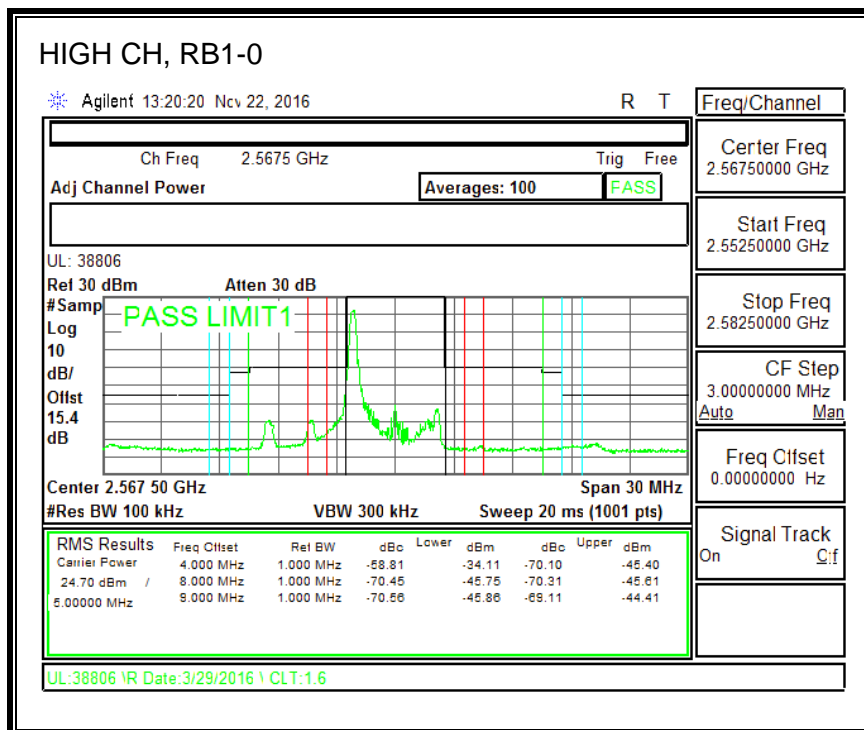 HIGH CH, RB1-0
Agilent 13:20:20 Nov 22, 2016 R T
Ch Freq 2.5675 GHz Trig Free
Adj Channel Power Averages: 100 PASS
UL: 38806
Ref 30 dBm Atten 30 dB
#Samp
Log
10
dB/
Offst
15.4
dB
PASS LIMIT1
Center 2.567 50 GHz Span 30 MHz
#Res BW 100 kHz VBW 300 kHz Sweep 20 ms (1001 pts)
RMS Results Freq Offset Ref BW dBc Lower dBm dBc Upper dBm
Carrier Power 4.000 MHz 1.000 MHz -58.81 -34.11 -70.10 -45.40
24.70 dBm / 8.000 MHz 1.000 MHz -70.45 -45.75 -70.31 -45.61
5.00000 MHz 9.000 MHz 1.000 MHz -70.56 -45.86 -69.11 -44.41
UL:38806 \R Date:3/29/2016 \ CLT:1.6
Freq/Channel
Center Freq
2.56750000 GHz
Start Freq
2.55250000 GHz
Stop Freq
2.58250000 GHz
CF Step
3.00000000 MHz
Auto Man
Freq Offset
0.00000000 Hz
Signal Track
On Off